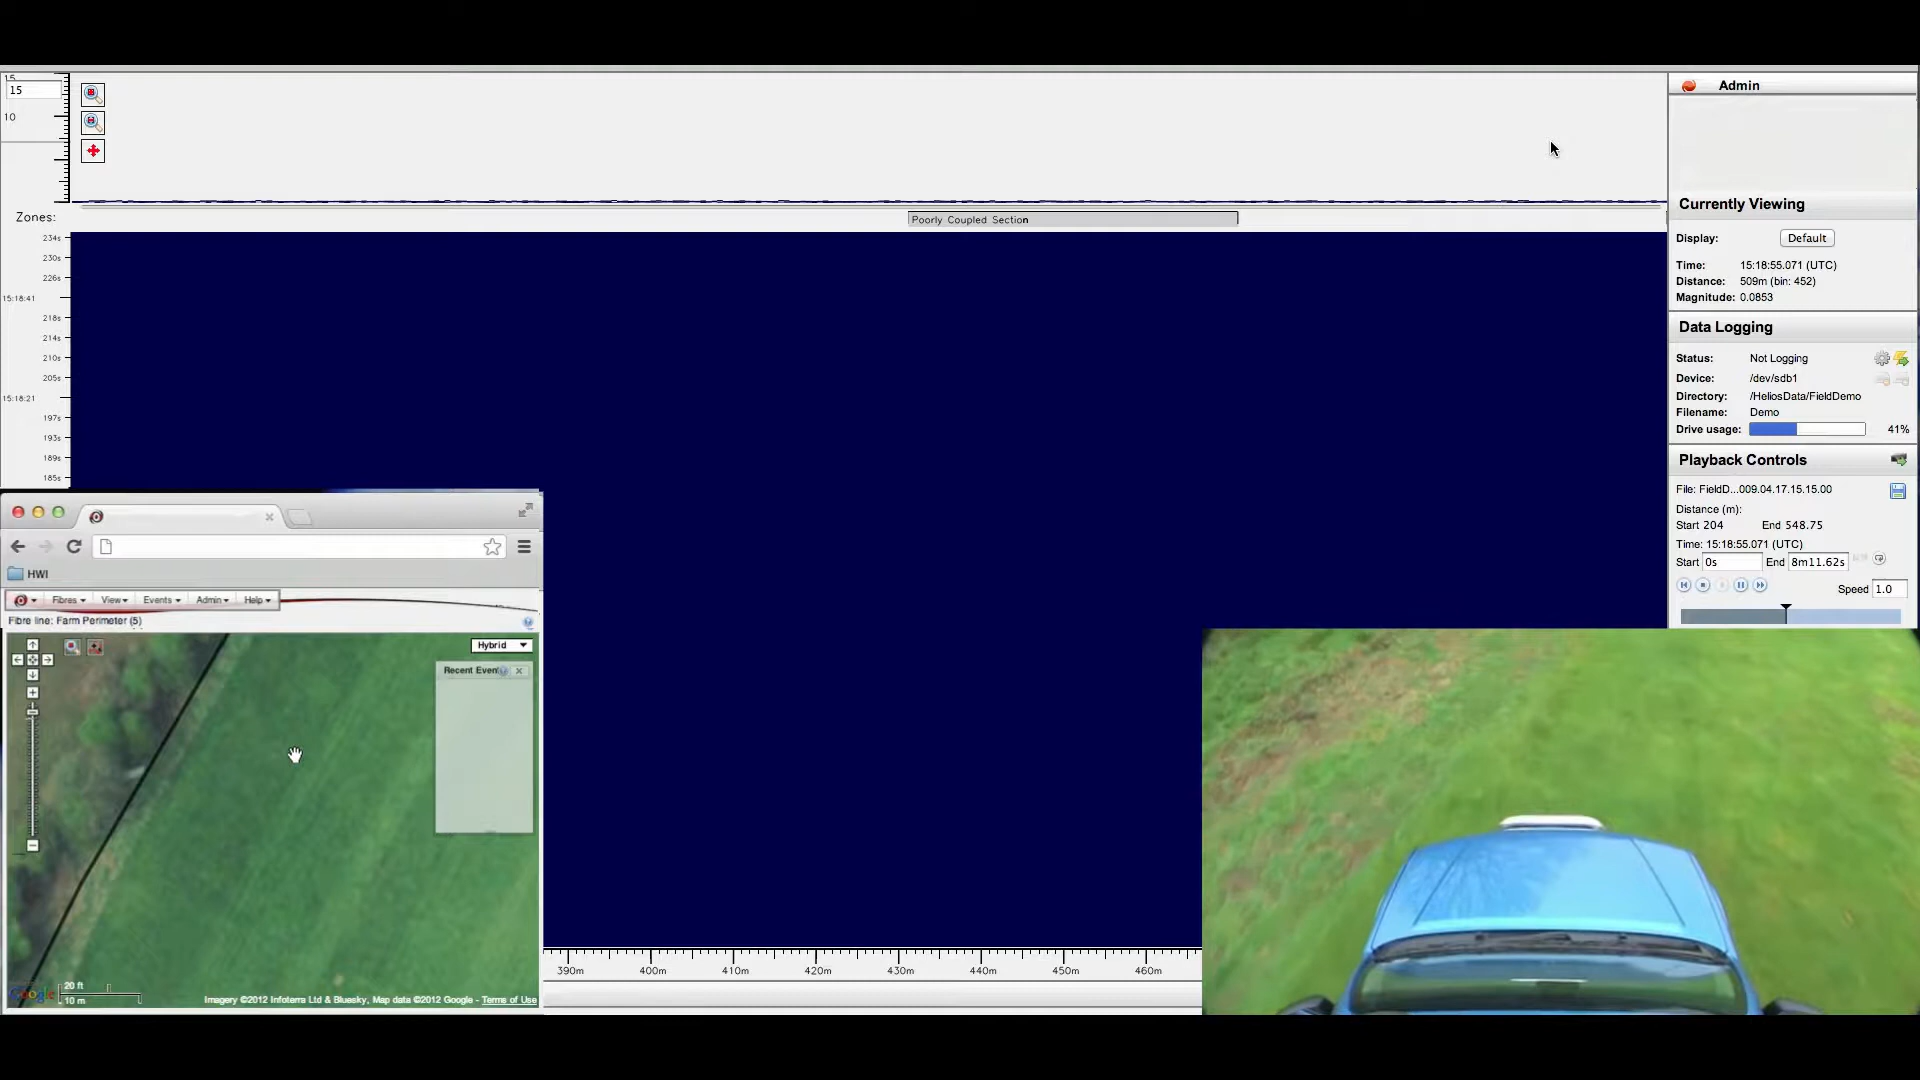 15
15
10
Zones:
Poorly Coupled Section
234s
230s
226s
15:18:41
218s
214s
210s
205s
15:18:21
197s
193s
189s
185s
Admin
Currently Viewing
Display: Default
Time: 15:18:55.071 (UTC)
Distance: 509m (bin: 452)
Magnitude: 0.0853
Data Logging
Status: Not Logging
Device: /dev/sdb1
Directory: /HeliosData/FieldDemo
Filename: Demo
Drive usage: 41%
Playback Controls
File: FieldD...009.04.17.15.15.00
Distance (m):
Start 204 End 548.75
Time: 15:18:55.071 (UTC)
Start 0s End 8m11.62s
Speed 1.0
HWI
Fibres View Events Admin Help
Fibre line: Farm Perimeter (5)
Hybrid
Recent Even
20 ft
10 m
Google
Imagery ©2012 Infoterra Ltd & Bluesky, Map data ©2012 Google - Terms of Use
390m 400m 410m 420m 430m 440m 450m 460m